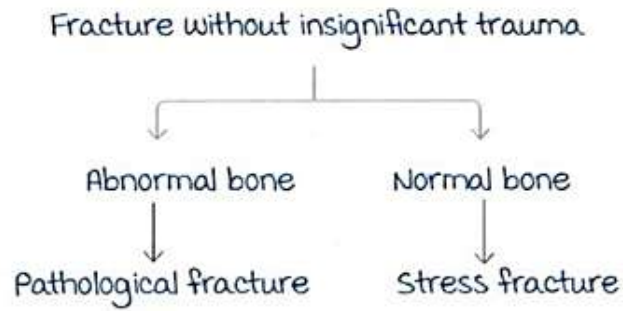 Fracture without insignificant trauma
Abnormal bone
Normal bone
Pathological fracture
Stress fracture